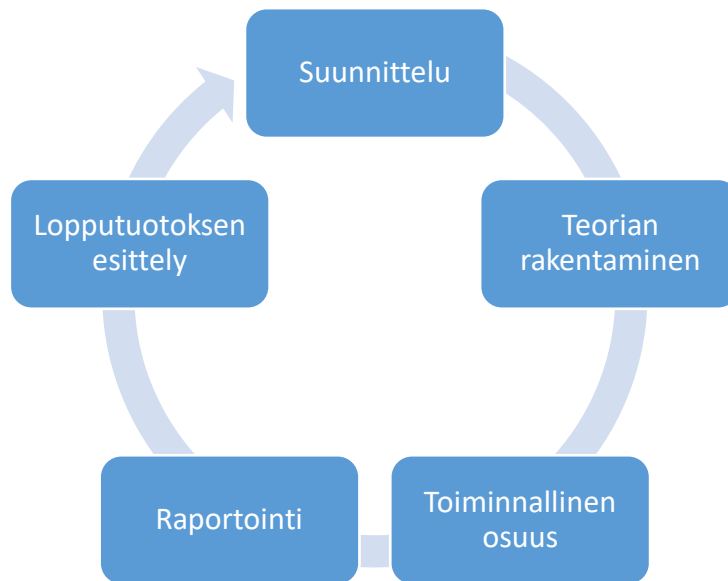 Suunnittelu
Teorian
rakentaminen
Toiminnallinen
osuus
Raportointi
Lopputuotoksen
esittely